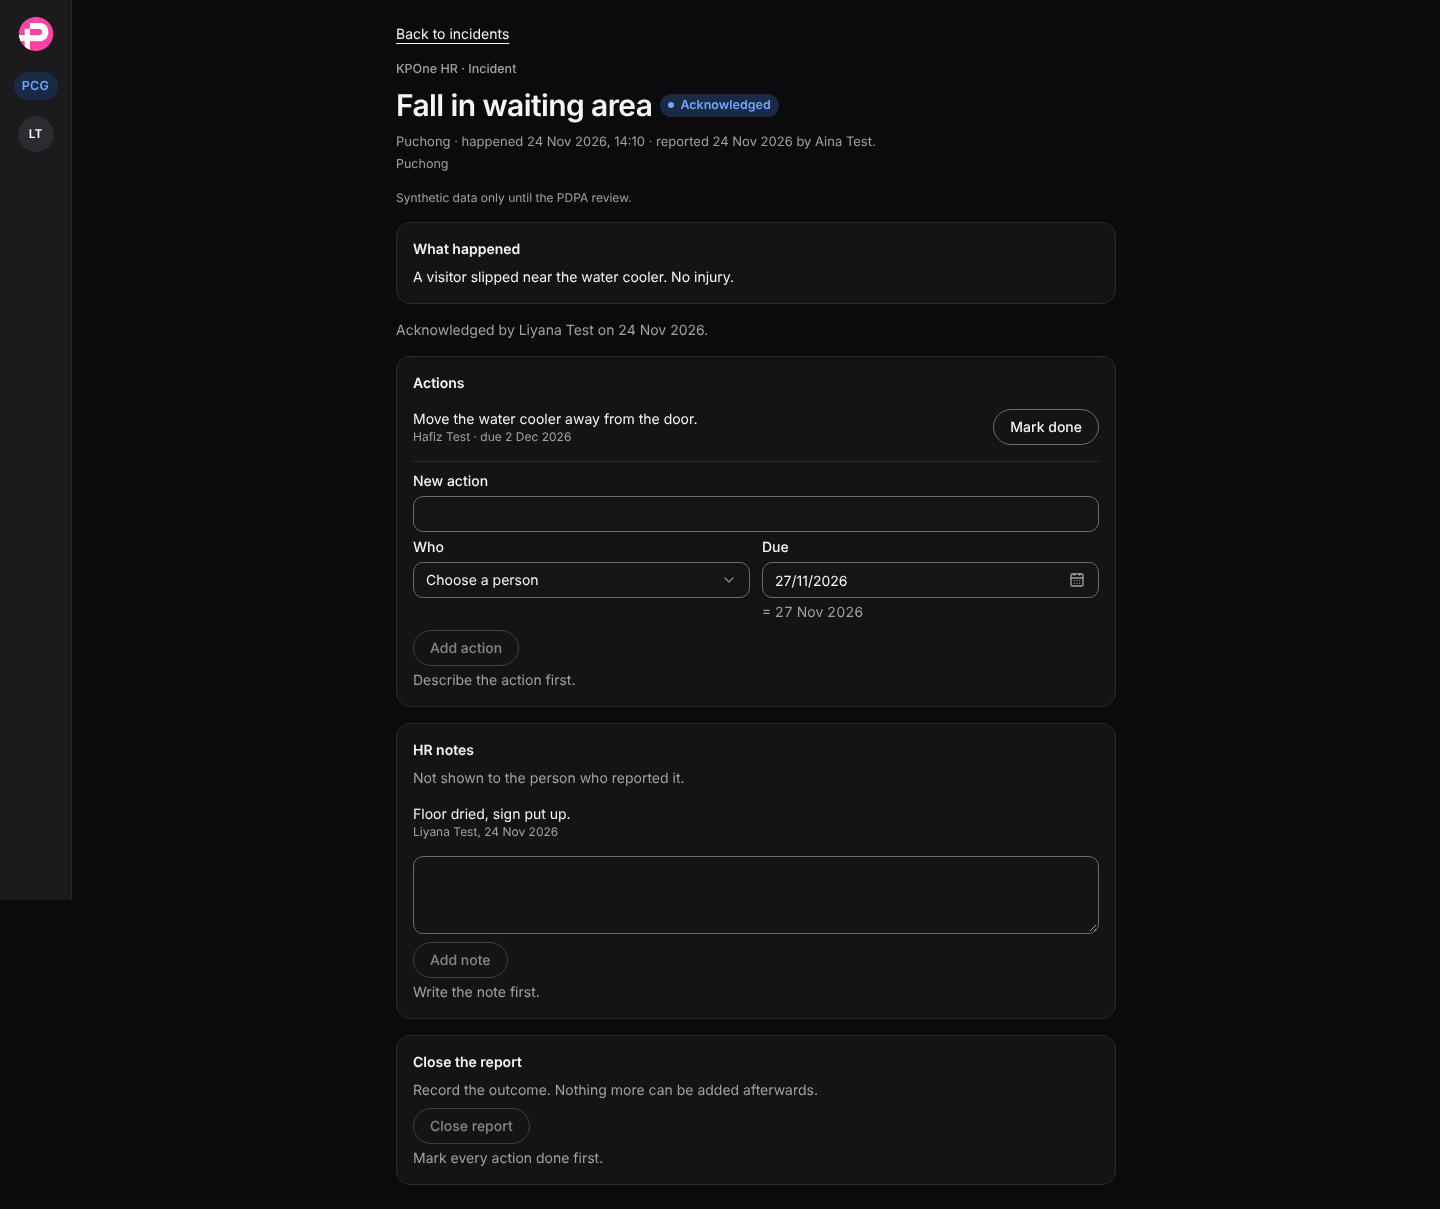 PCG
LT
Back to incidents
KPOne HR · Incident
Fall in waiting area
Acknowledged
Puchong · happened 24 Nov 2026, 14:10 · reported 24 Nov 2026 by Aina Test.
Puchong
Synthetic data only until the PDPA review.
What happened
A visitor slipped near the water cooler. No injury.
Acknowledged by Liyana Test on 24 Nov 2026.
Actions
Move the water cooler away from the door.
Hafiz Test · due 2 Dec 2026
Mark done
New action
Who
Due
Choose a person
27/11/2026
= 27 Nov 2026
Add action
Describe the action first.
HR notes
Not shown to the person who reported it.
Floor dried, sign put up.
Liyana Test, 24 Nov 2026
Add note
Write the note first.
Close the report
Record the outcome. Nothing more can be added afterwards.
Close report
Mark every action done first.